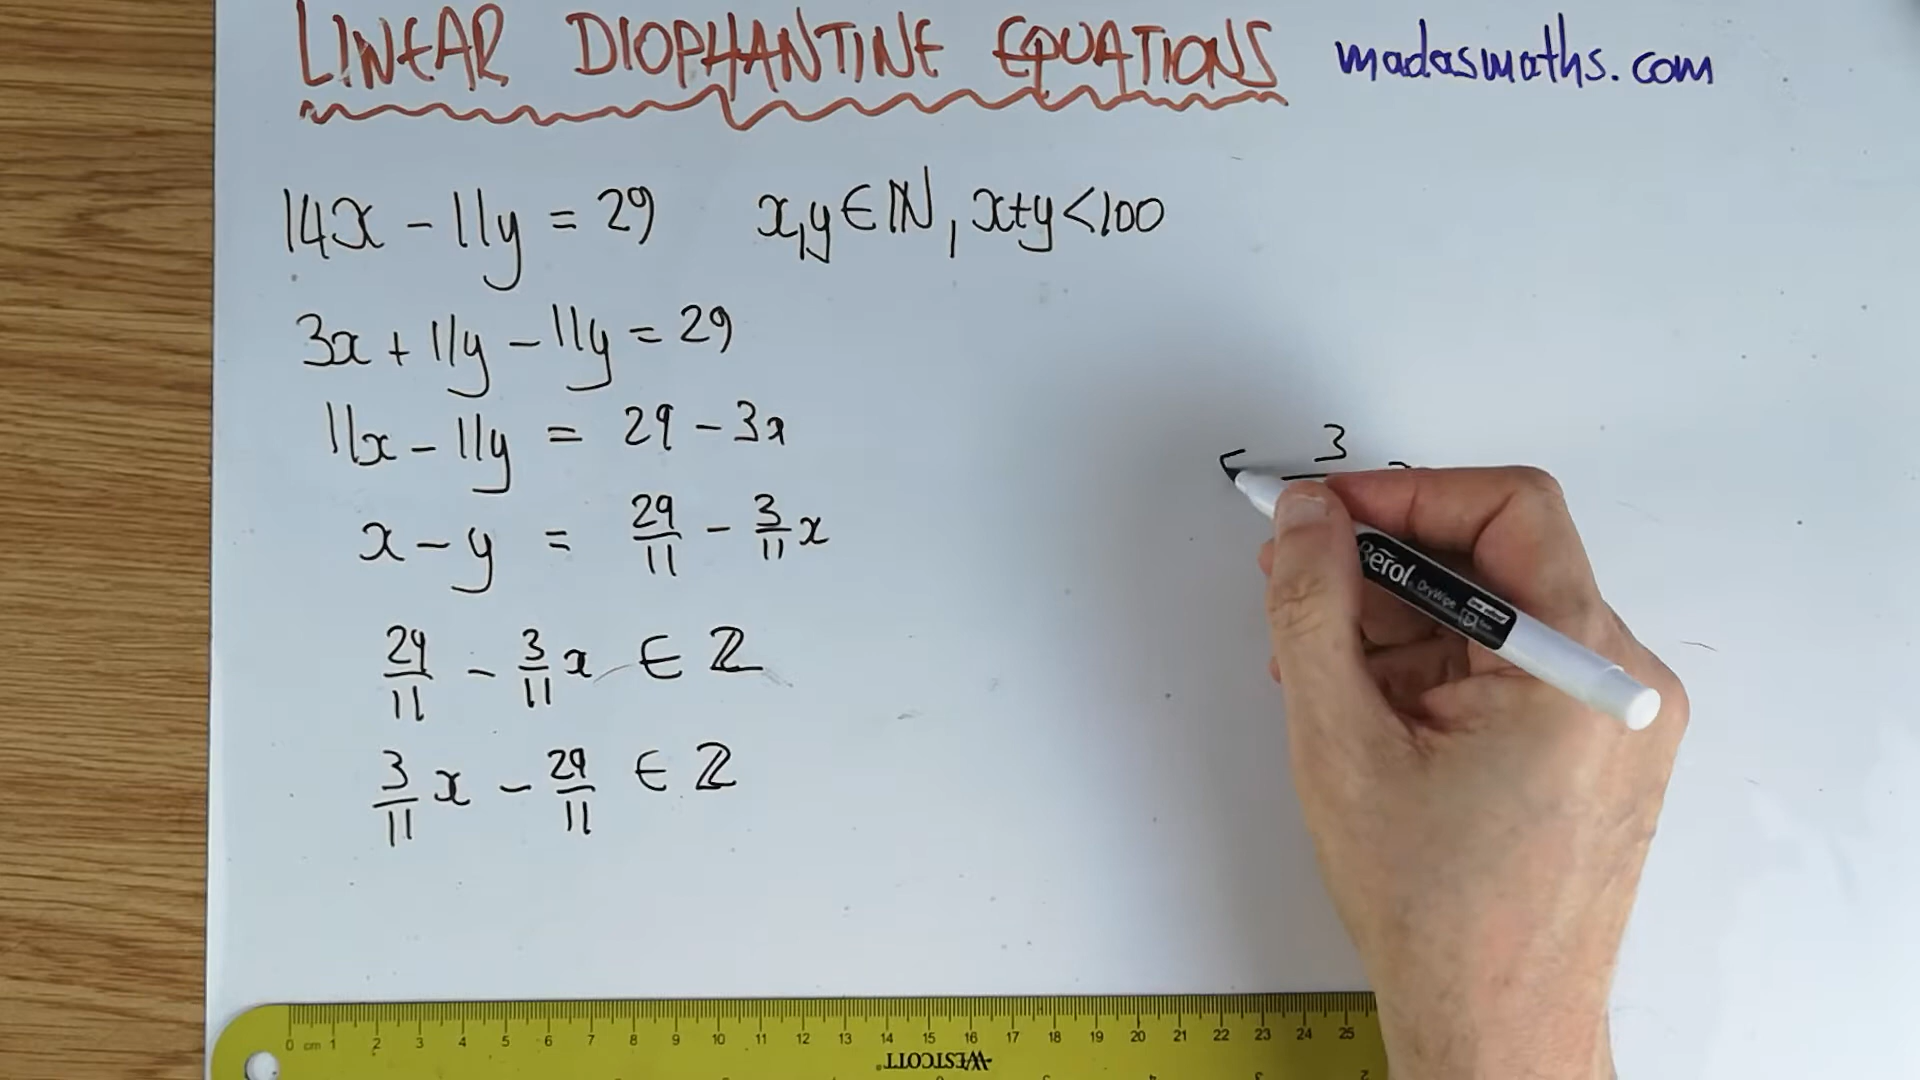 LINEAR DIOPHANTINE EQUATIONS madasmaths.com
14x - 11y = 29 x,y ∈ ℕ, x+y<100
3x + 11y - 11y = 29
11x - 11y = 29 - 3x
x - y = 29/11 - 3/11 x
29/11 - 3/11 x ∈ ℤ
3/11 x - 29/11 ∈ ℤ
3
Berol DryWipe
0 cm 1 2 3 4 5 6 7 8 9 10 11 12 13 14 15 16 17 18 19 20 21 22 23 24 25
WESTCOTT